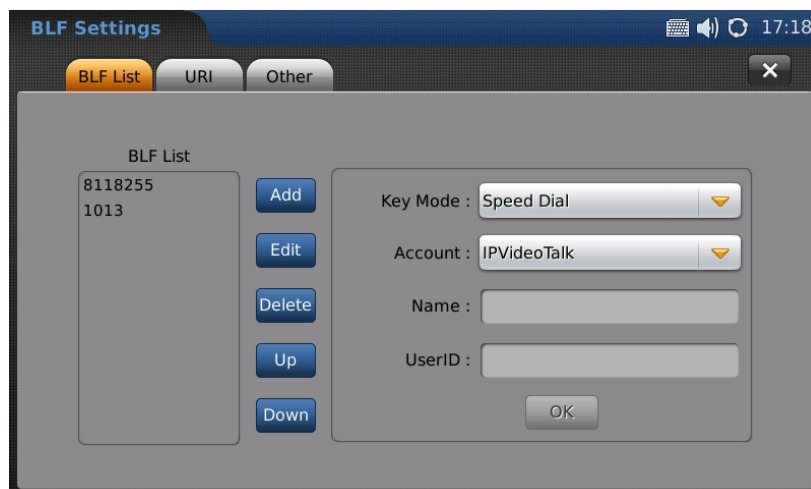 BLF Settings 17:18
BLF List URI Other
BLF List
8118255
1013
Add
Edit
Delete
Up
Down
Key Mode : Speed Dial
Account : IPVideoTalk
Name :
UserID :
OK